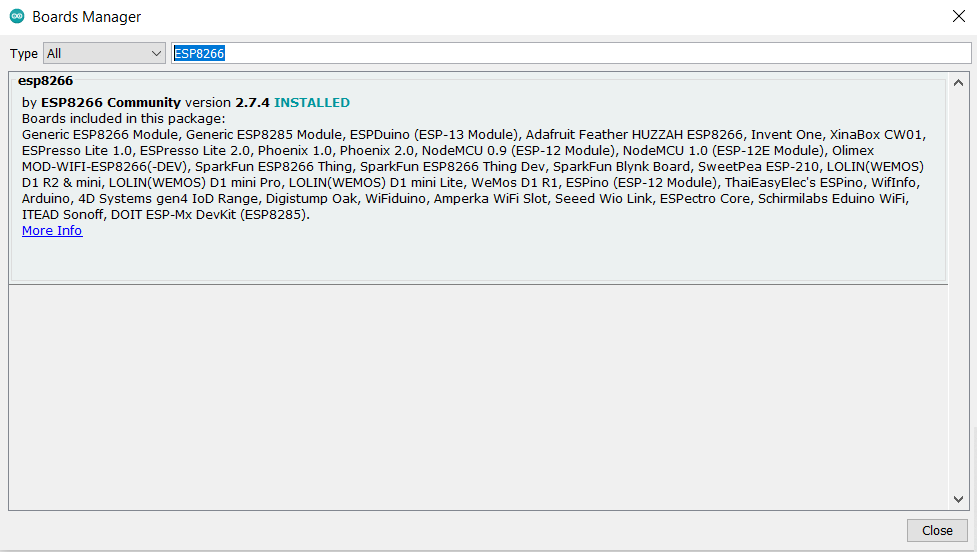 Boards Manager
Type All ESP8266
esp8266
by ESP8266 Community version 2.7.4 INSTALLED
Boards included in this package:
Generic ESP8266 Module, Generic ESP8285 Module, ESPDuino (ESP-13 Module), Adafruit Feather HUZZAH ESP8266, Invent One, XinaBox CW01,
ESPresso Lite 1.0, ESPresso Lite 2.0, Phoenix 1.0, Phoenix 2.0, NodeMCU 0.9 (ESP-12 Module), NodeMCU 1.0 (ESP-12E Module), Olimex
MOD-WIFI-ESP8266(-DEV), SparkFun ESP8266 Thing, SparkFun ESP8266 Thing Dev, SparkFun Blynk Board, SweetPea ESP-210, LOLIN(WEMOS)
D1 R2 & mini, LOLIN(WEMOS) D1 mini Pro, LOLIN(WEMOS) D1 mini Lite, WeMos D1 R1, ESPino (ESP-12 Module), ThaiEasyElec's ESPino, WifInfo,
Arduino, 4D Systems gen4 IoD Range, Digistump Oak, WiFiduino, Amperka WiFi Slot, Seeed Wio Link, ESPectro Core, Schirmilabs Eduino WiFi,
ITEAD Sonoff, DOIT ESP-Mx DevKit (ESP8285).
More Info
Close